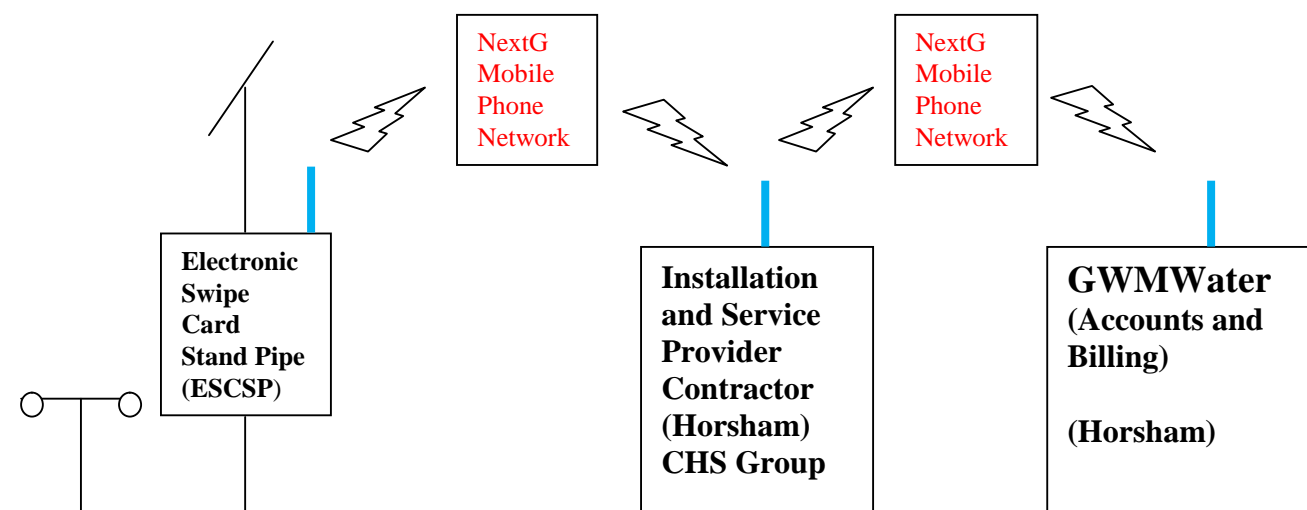 NextG
Mobile
Phone
Network
NextG
Mobile
Phone
Network
Electronic
Swipe
Card
Stand Pipe
(ESCSP)
Installation
and Service
Provider
Contractor
(Horsham)
CHS Group
GWMWater
(Accounts and
Billing)
(Horsham)